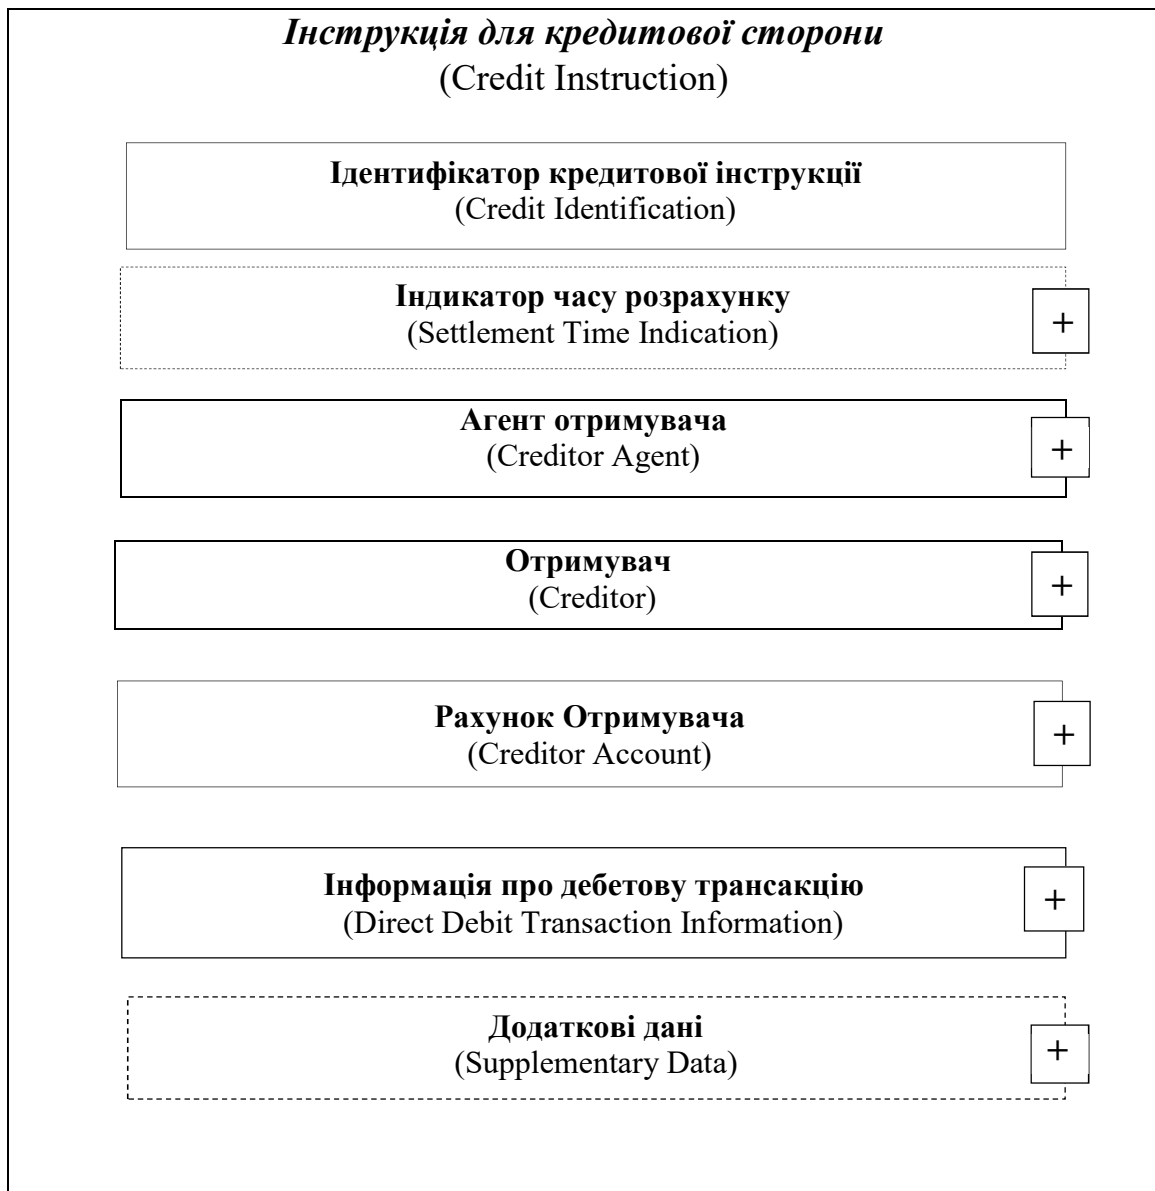 Інструкція для кредитової сторони
(Credit Instruction)
Ідентифікатор кредитової інструкції
(Credit Identification)
Індикатор часу розрахунку
(Settlement Time Indication)
+
Агент отримувача
(Creditor Agent)
+
Отримувач
(Creditor)
+
Рахунок Отримувача
(Creditor Account)
+
Інформація про дебетову трансакцію
(Direct Debit Transaction Information)
+
Додаткові дані
(Supplementary Data)
+